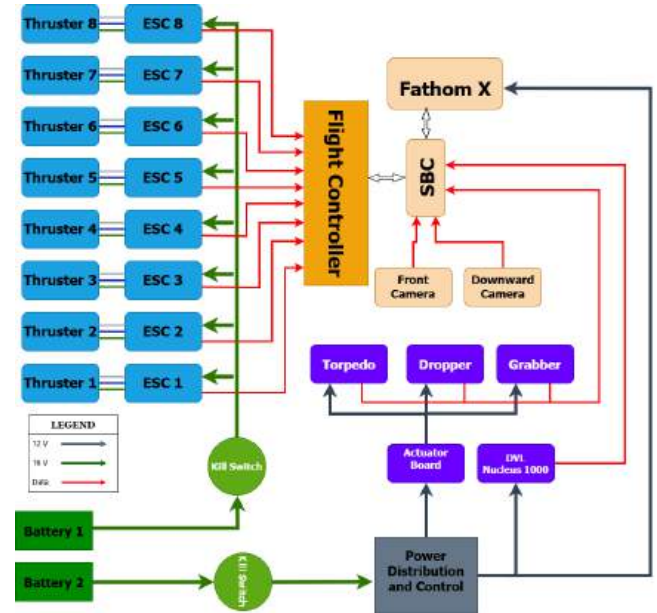 Thruster 8
ESC 8
Thruster 7
ESC 7
Thruster 6
ESC 6
Thruster 5
ESC 5
Thruster 4
ESC 4
Thruster 3
ESC 3
Thruster 2
ESC 2
Thruster 1
ESC 1
Flight Controller
Fathom X
SBC
Front
Camera
Downward
Camera
Torpedo
Dropper
Grabber
LEGEND
12 V
16 V
Data
Kill Switch
Actuator
Board
DVL
Nucleus 1000
Battery 1
Battery 2
Kill Switch
Power
Distribution
and Control